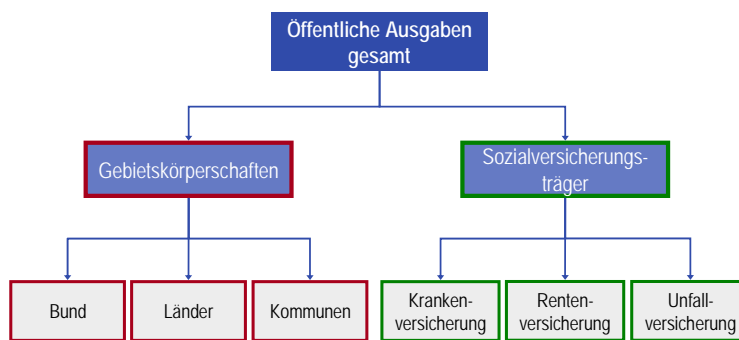 Öffentliche Ausgaben
gesamt
Gebietskörperschaften
Sozialversicherungs-
träger
Bund
Länder
Kommunen
Kranken-
versicherung
Renten-
versicherung
Unfall-
versicherung